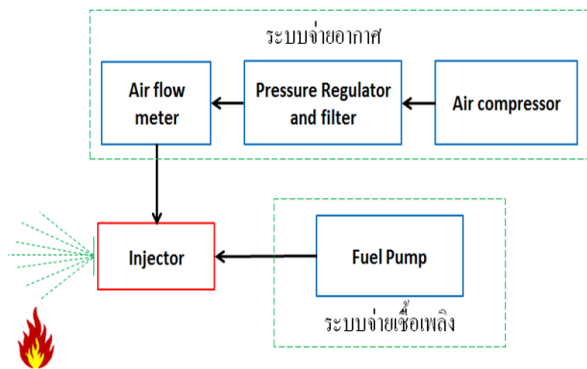 ระบบจ่ายอากาศ
Air flow
meter
Pressure Regulator
and filter
Air compressor
Injector
Fuel Pump
ระบบจ่ายเชื้อเพลิง